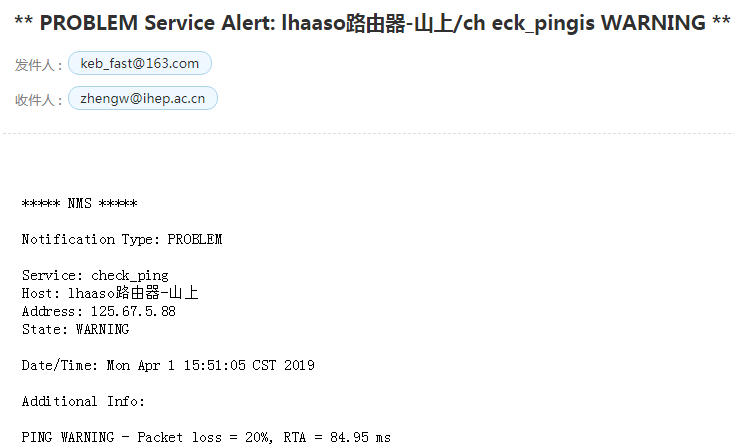 ** PROBLEM Service Alert: lhaaso路由器-山上/ch eck_pingis WARNING **
发件人： keb_fast@163.com
收件人： zhengw@ihep.ac.cn
***** NMS *****
Notification Type: PROBLEM
Service: check_ping
Host: lhaaso路由器-山上
Address: 125.67.5.88
State: WARNING
Date/Time: Mon Apr 1 15:51:05 CST 2019
Additional Info:
PING WARNING - Packet loss = 20%, RTA = 84.95 ms